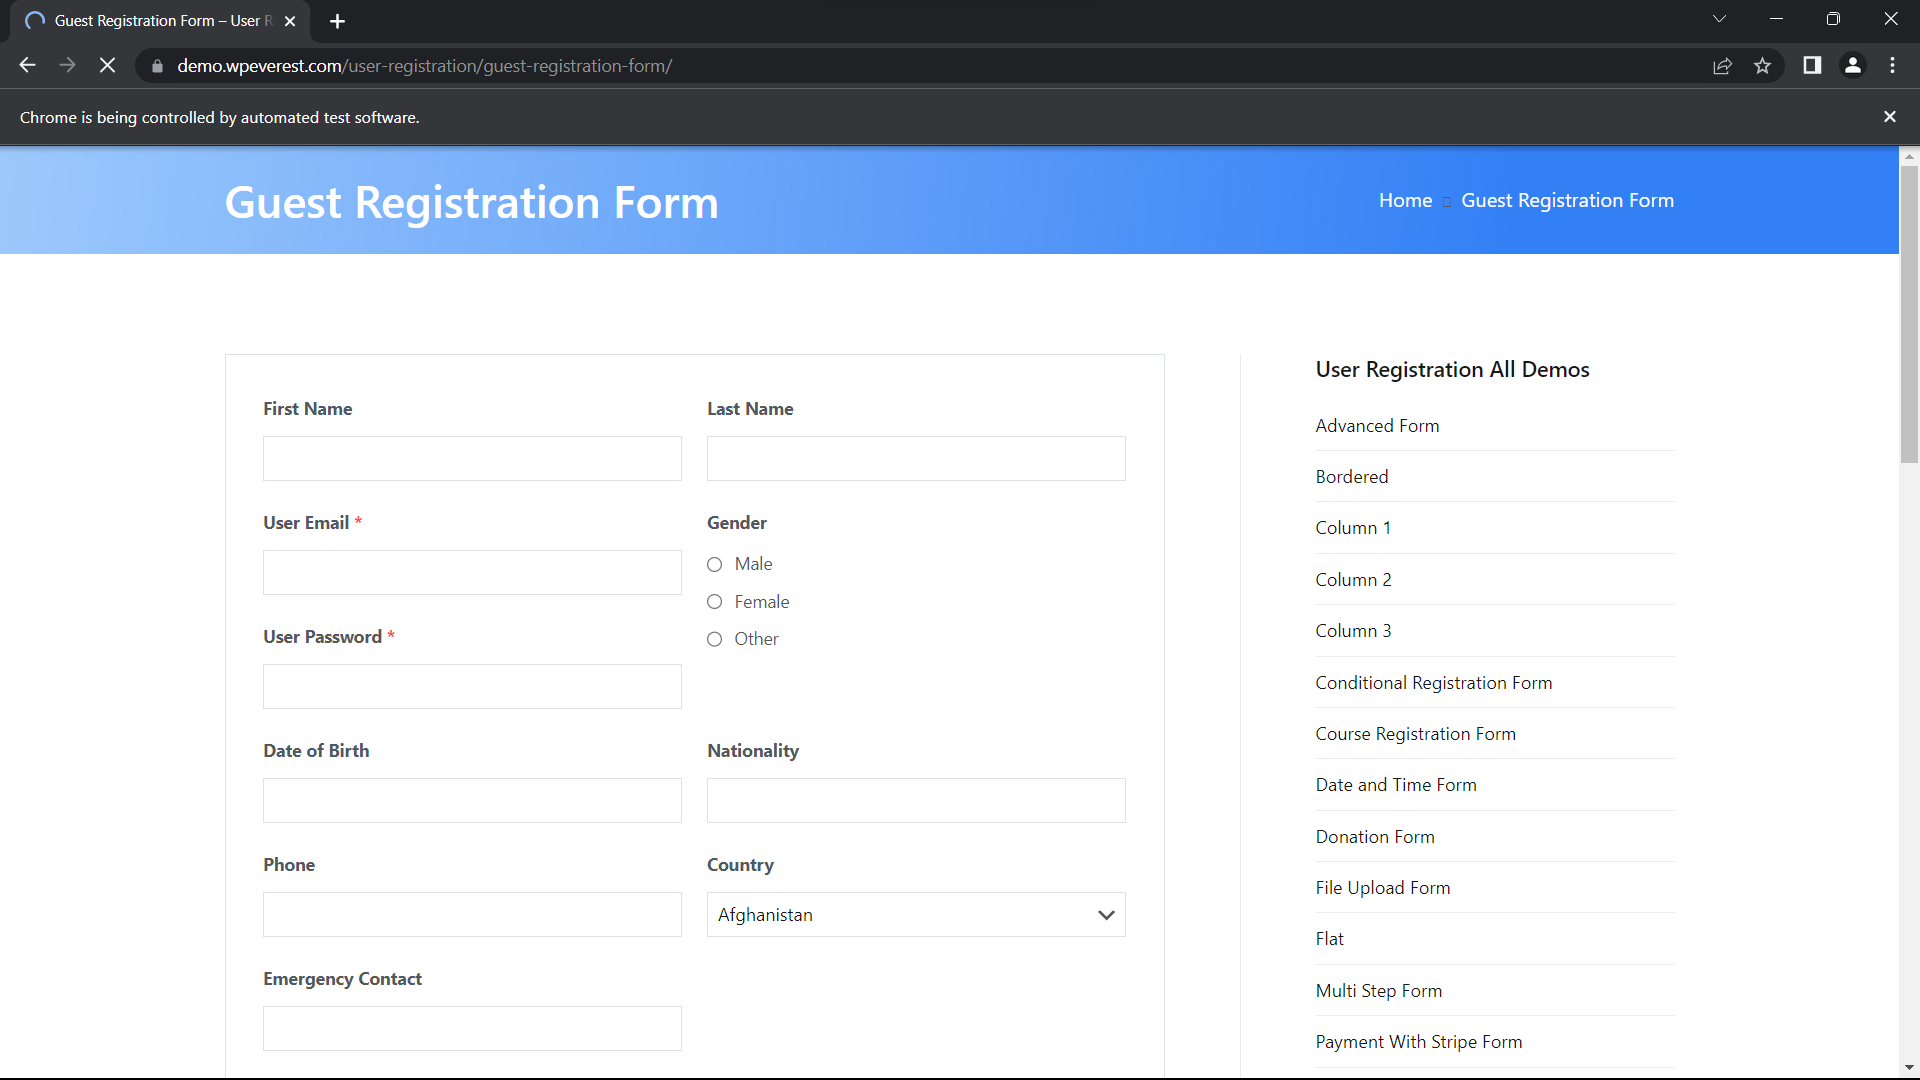 Guest Registration Form – User R
demo.wpeverest.com/user-registration/guest-registration-form/
Chrome is being controlled by automated test software.
Guest Registration Form
Home
Guest Registration Form
First Name
Last Name
User Email *
Gender
Male
Female
Other
User Password *
Date of Birth
Nationality
Phone
Country
Afghanistan
Emergency Contact
User Registration All Demos
Advanced Form
Bordered
Column 1
Column 2
Column 3
Conditional Registration Form
Course Registration Form
Date and Time Form
Donation Form
File Upload Form
Flat
Multi Step Form
Payment With Stripe Form